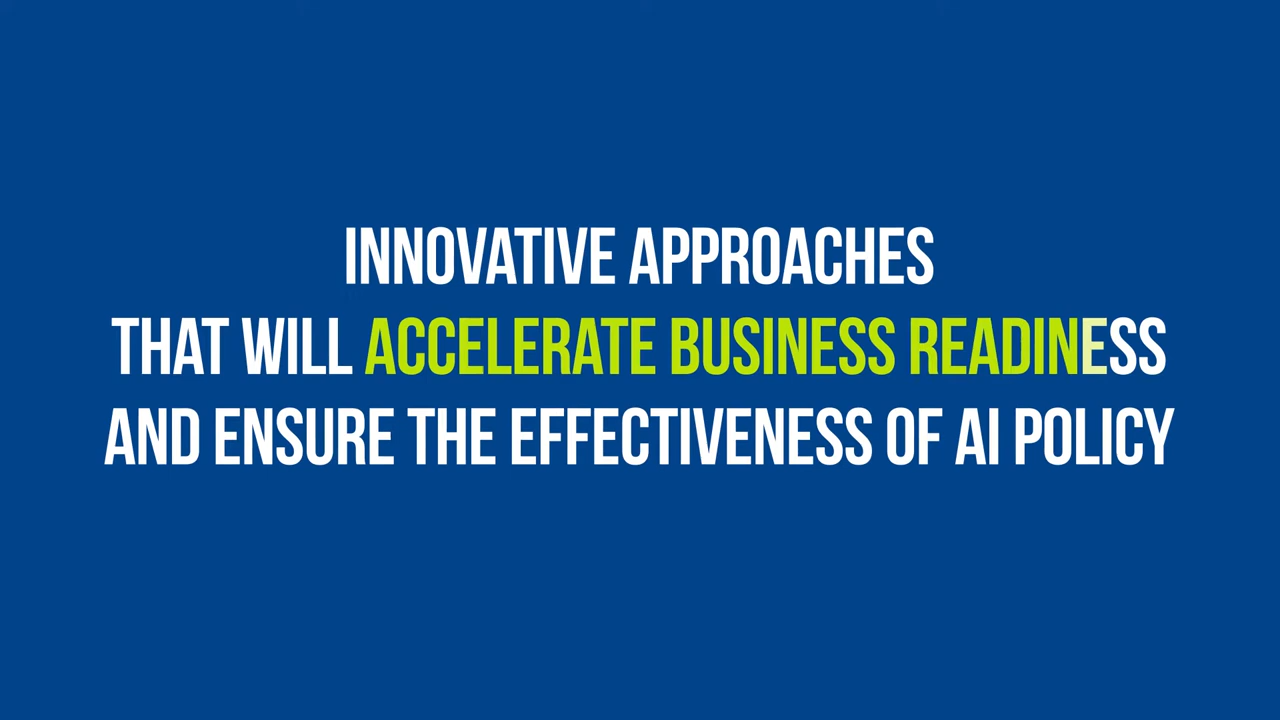 INNOVATIVE APPROACHES
THAT WILL ACCELERATE BUSINESS READINESS
AND ENSURE THE EFFECTIVENESS OF AI POLICY